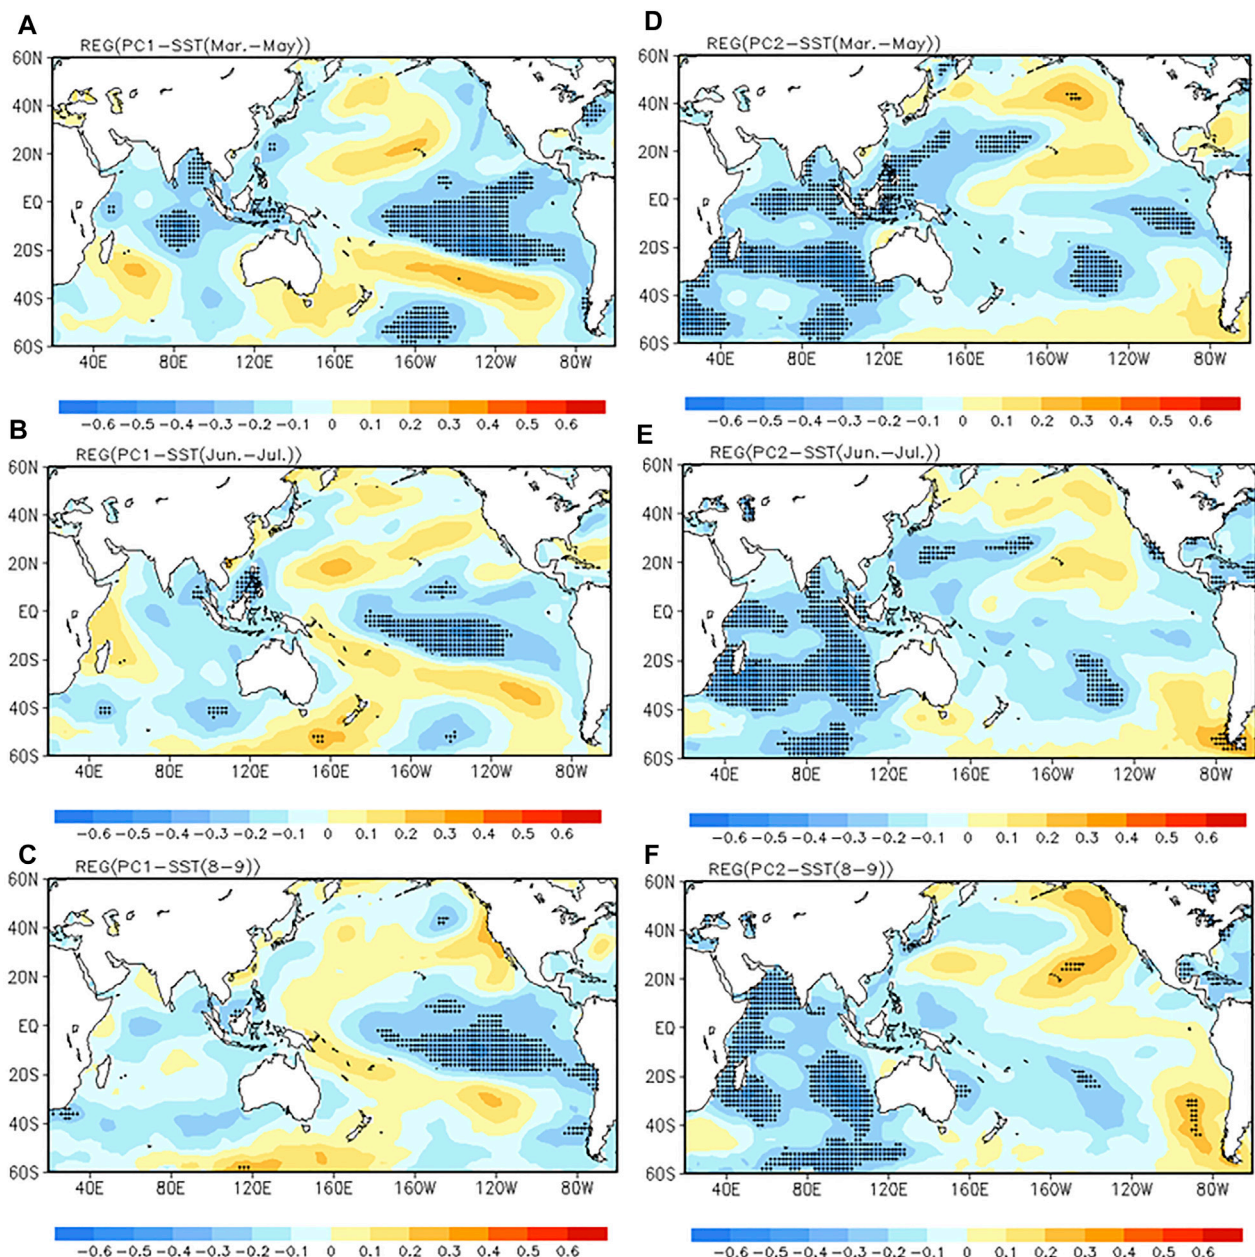 A
REG(PC1-SST(Mar.-May))
60N
40N
20N
EQ
20S
40S
60S
40E 80E 120E 160E 160W 120W 80W
-0.6 -0.5 -0.4 -0.3 -0.2 -0.1 0 0.1 0.2 0.3 0.4 0.5 0.6
D
REG(PC2-SST(Mar.-May))
60N
40N
20N
EQ
20S
40S
60S
40E 80E 120E 160E 160W 120W 80W
-0.6 -0.5 -0.4 -0.3 -0.2 -0.1 0 0.1 0.2 0.3 0.4 0.5 0.6
B
REG(PC1-SST(Jun.-Jul.))
60N
40N
20N
EQ
20S
40S
60S
40E 80E 120E 160E 160W 120W 80W
-0.6 -0.5 -0.4 -0.3 -0.2 -0.1 0 0.1 0.2 0.3 0.4 0.5 0.6
E
REG(PC2-SST(Jun.-Jul.))
60N
40N
20N
EQ
20S
40S
60S
40E 80E 120E 160E 160W 120W 80W
-0.6 -0.5 -0.4 -0.3 -0.2 -0.1 0 0.1 0.2 0.3 0.4 0.5 0.6
C
REG(PC1-SST(8-9))
60N
40N
20N
EQ
20S
40S
60S
40E 80E 120E 160E 160W 120W 80W
-0.6 -0.5 -0.4 -0.3 -0.2 -0.1 0 0.1 0.2 0.3 0.4 0.5 0.6
F
REG(PC2-SST(8-9))
60N
40N
20N
EQ
20S
40S
60S
40E 80E 120E 160E 160W 120W 80W
-0.6 -0.5 -0.4 -0.3 -0.2 -0.1 0 0.1 0.2 0.3 0.4 0.5 0.6